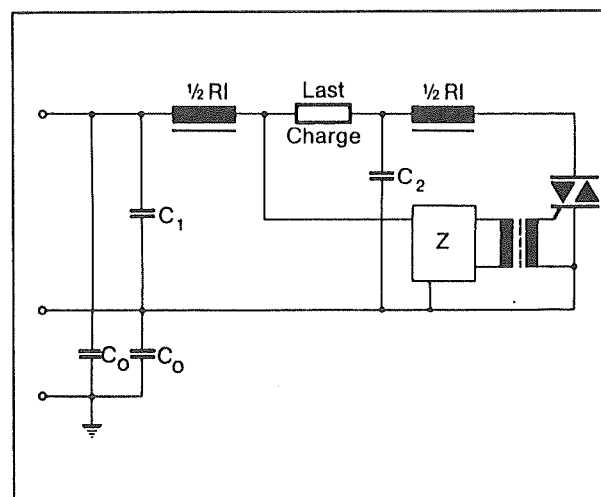 ½ RI
Last
½ RI
Charge
C₂
C₁
Z
C₀
C₀